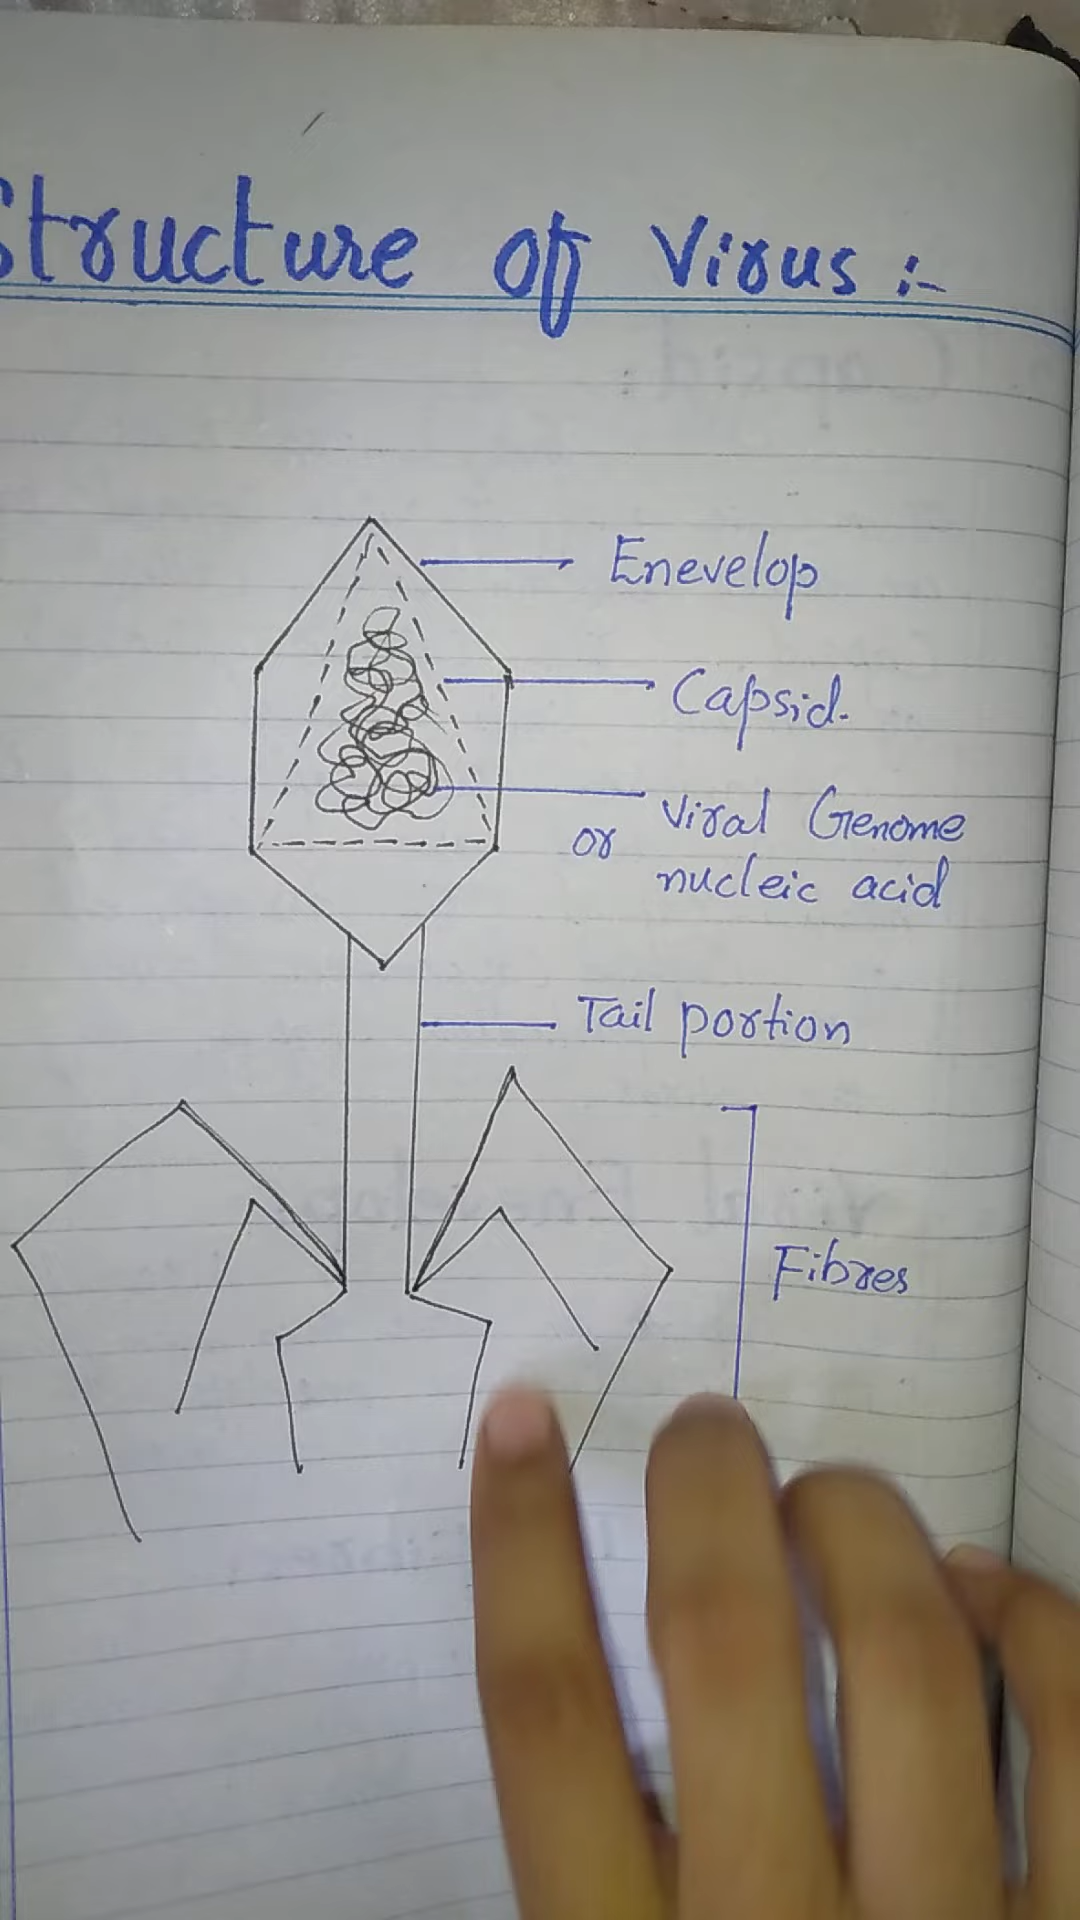 Structure of Virus :-
Enevelop
Capsid.
Viral Genome
or nucleic acid
Tail portion
Fibres